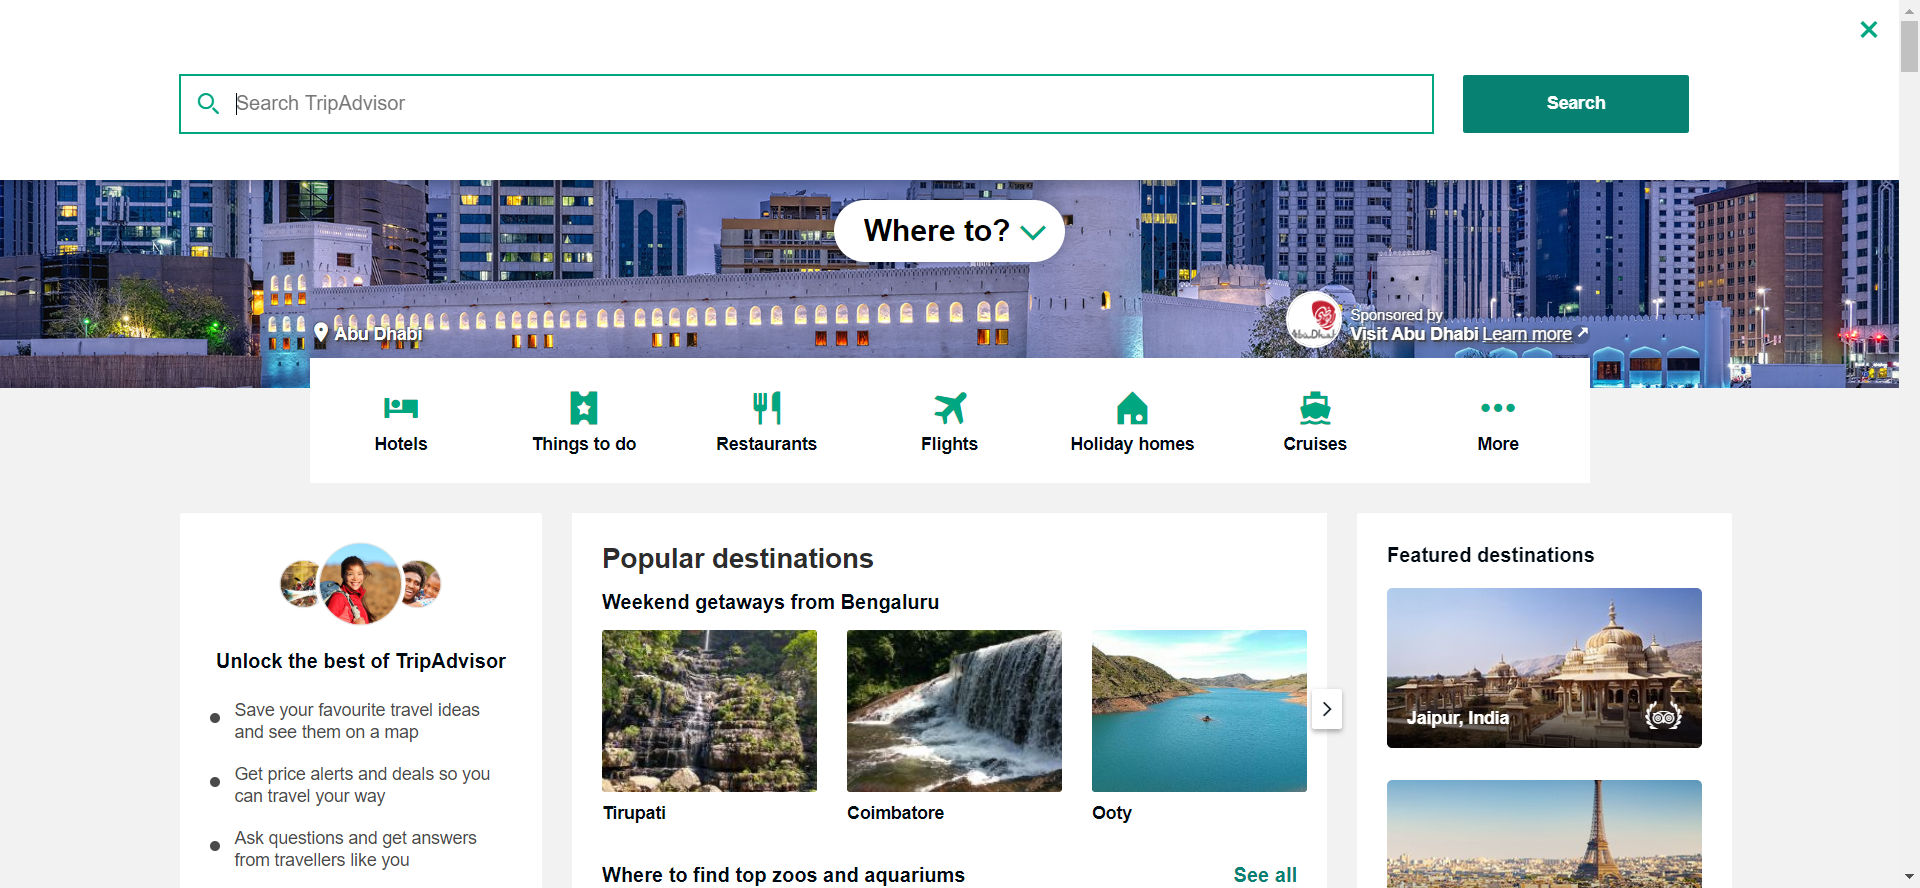 Search TripAdvisor
Search
Where to?
Abu Dhabi
Sponsored by
Visit Abu Dhabi Learn more
Hotels
Things to do
Restaurants
Flights
Holiday homes
Cruises
More
Unlock the best of TripAdvisor
Save your favourite travel ideas
and see them on a map
Get price alerts and deals so you
can travel your way
Ask questions and get answers
from travellers like you
Popular destinations
Weekend getaways from Bengaluru
Tirupati
Coimbatore
Ooty
Where to find top zoos and aquariums
See all
Featured destinations
Jaipur, India